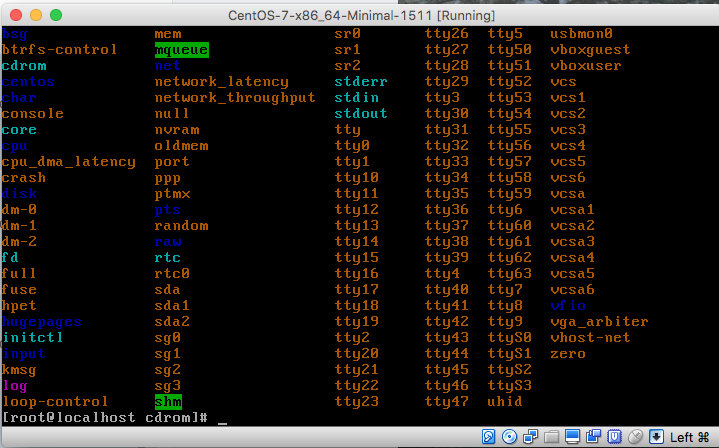 CentOS-7-x86_64-Minimal-1511 [Running]
bsg mem sr0 tty26 tty5 usbmon0
btrfs-control mqueue sr1 tty27 tty50 vboxguest
cdrom net sr2 tty28 tty51 vboxuser
centos network_latency stderr tty29 tty52 vcs
char network_throughput stdin tty3 tty53 vcs1
console null stdout tty30 tty54 vcs2
core nvram tty tty31 tty55 vcs3
cpu oldmem tty0 tty32 tty56 vcs4
cpu_dma_latency port tty1 tty33 tty57 vcs5
crash ppp tty10 tty34 tty58 vcs6
disk ptmx tty11 tty35 tty59 vcsa
dm-0 pts tty12 tty36 tty6 vcsa1
dm-1 random tty13 tty37 tty60 vcsa2
dm-2 raw tty14 tty38 tty61 vcsa3
fd rtc tty15 tty39 tty62 vcsa4
full rtc0 tty16 tty4 tty63 vcsa5
fuse sda tty17 tty40 tty7 vcsa6
hpet sda1 tty18 tty41 tty8 vfio
hugepages sda2 tty19 tty42 tty9 vga_arbiter
initctl sg0 tty2 tty43 ttyS0 vhost-net
input sg1 tty20 tty44 ttyS1 zero
kmsg sg2 tty21 tty45 ttyS2
log sg3 tty22 tty46 ttyS3
loop-control shm tty23 tty47 uhid
[root@localhost cdrom]# _
Left ⌘